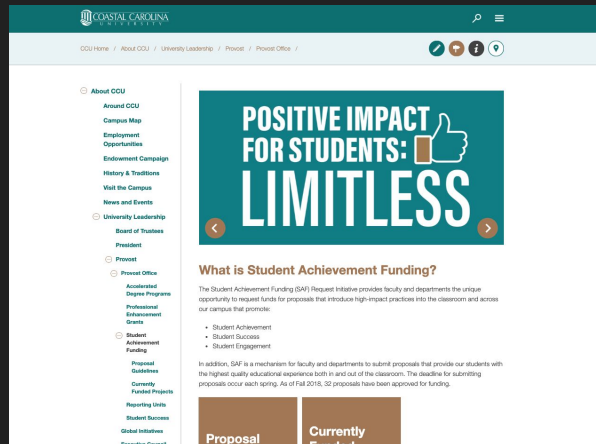 COASTAL CAROLINA
UNIVERSITY
CCU Home / About CCU / University Leadership / Provost / Provost Office /
About CCU
Around CCU
Campus Map
Employment
Opportunities
Endowment Campaign
History & Traditions
Visit the Campus
News and Events
University Leadership
Board of Trustees
President
Provost
Provost Office
Accelerated
Degree Programs
Professional
Enhancement
Grants
Student
Achievement
Funding
Proposal
Guidelines
Currently
Funded Projects
Reporting Units
Student Success
Global Initiatives
Executive Council
POSITIVE IMPACT
FOR STUDENTS:
LIMITLESS
What is Student Achievement Funding?
The Student Achievement Funding (SAF) Request Initiative provides faculty and departments the unique
opportunity to request funds for proposals that introduce high-impact practices into the classroom and across
our campus that promote:
• Student Achievement
• Student Success
• Student Engagement
In addition, SAF is a mechanism for faculty and departments to submit proposals that provide our students with
the highest quality educational experience both in and out of the classroom. The deadline for submitting
proposals occur each spring. As of Fall 2018, 32 proposals have been approved for funding.
Proposal
Currently
Funded